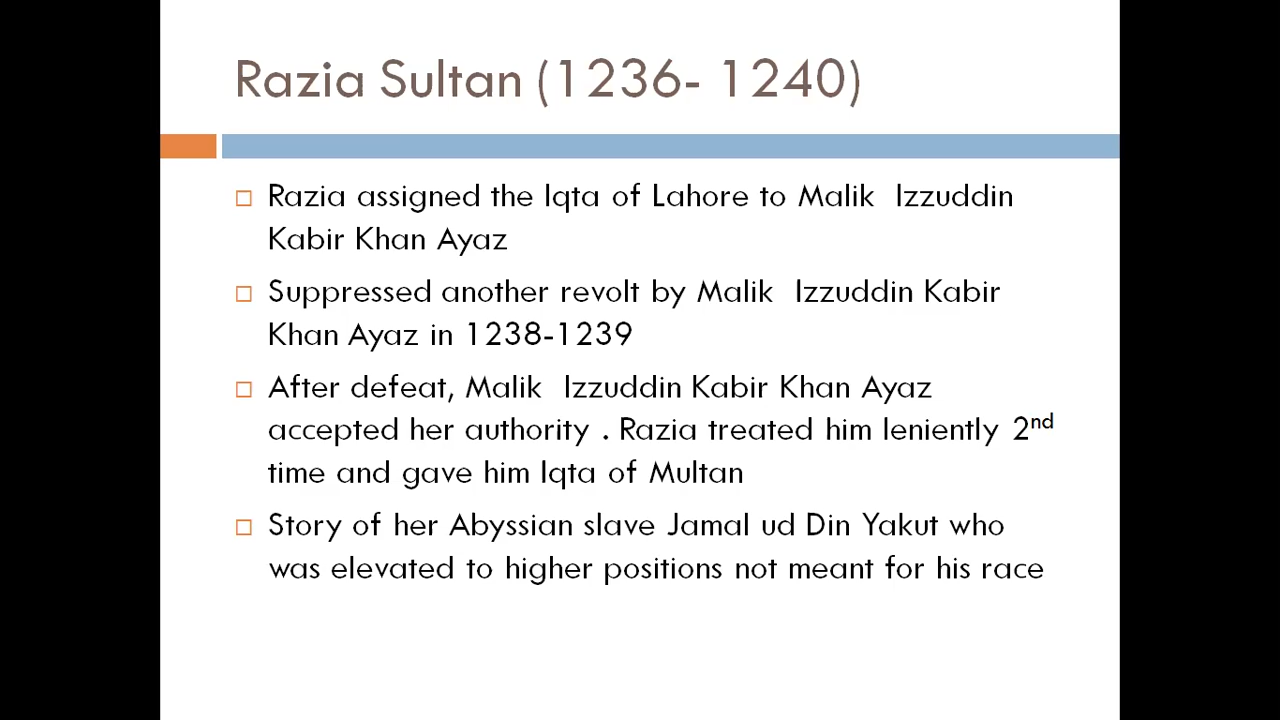 Razia Sultan (1236- 1240)
Razia assigned the Iqta of Lahore to Malik  Izzuddin
Kabir Khan Ayaz
Suppressed another revolt by Malik  Izzuddin Kabir
Khan Ayaz in 1238-1239
After defeat, Malik  Izzuddin Kabir Khan Ayaz
accepted her authority . Razia treated him leniently 2nd
time and gave him Iqta of Multan
Story of her Abyssian slave Jamal ud Din Yakut who
was elevated to higher positions not meant for his race